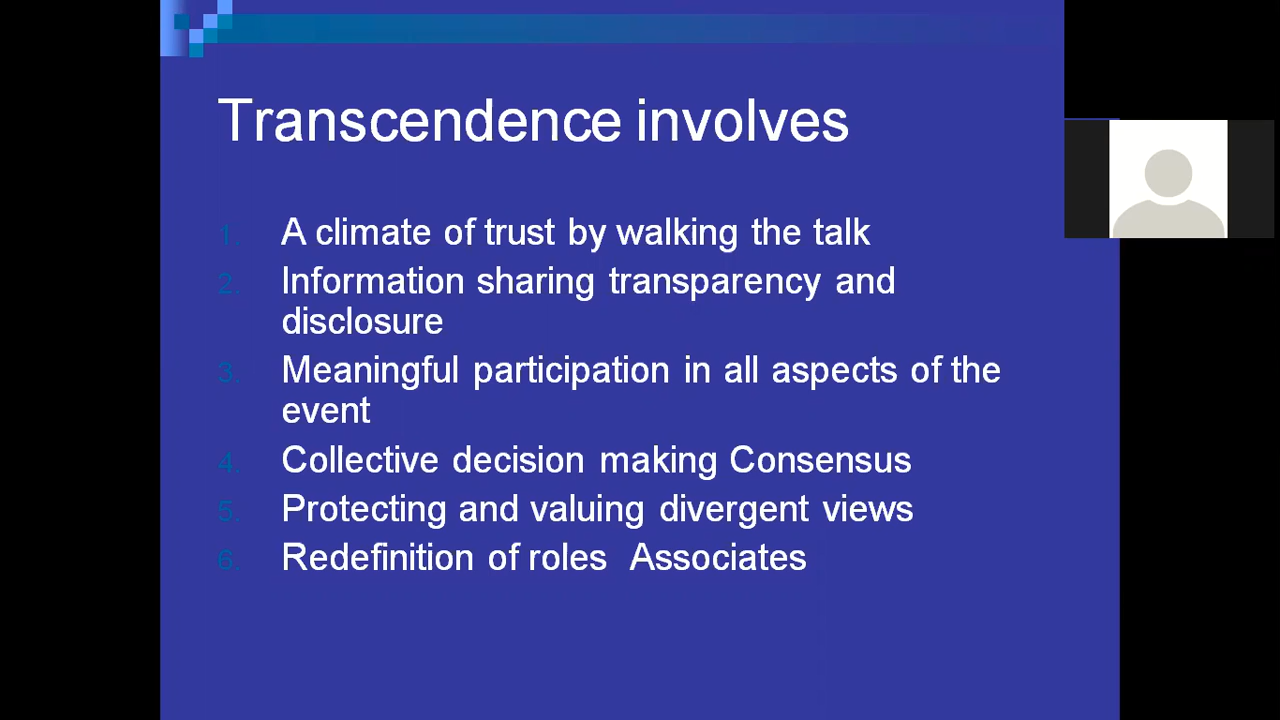 Transcendence involves
1. A climate of trust by walking the talk
2. Information sharing transparency and
disclosure
3. Meaningful participation in all aspects of the
event
4. Collective decision making Consensus
5. Protecting and valuing divergent views
6. Redefinition of roles  Associates